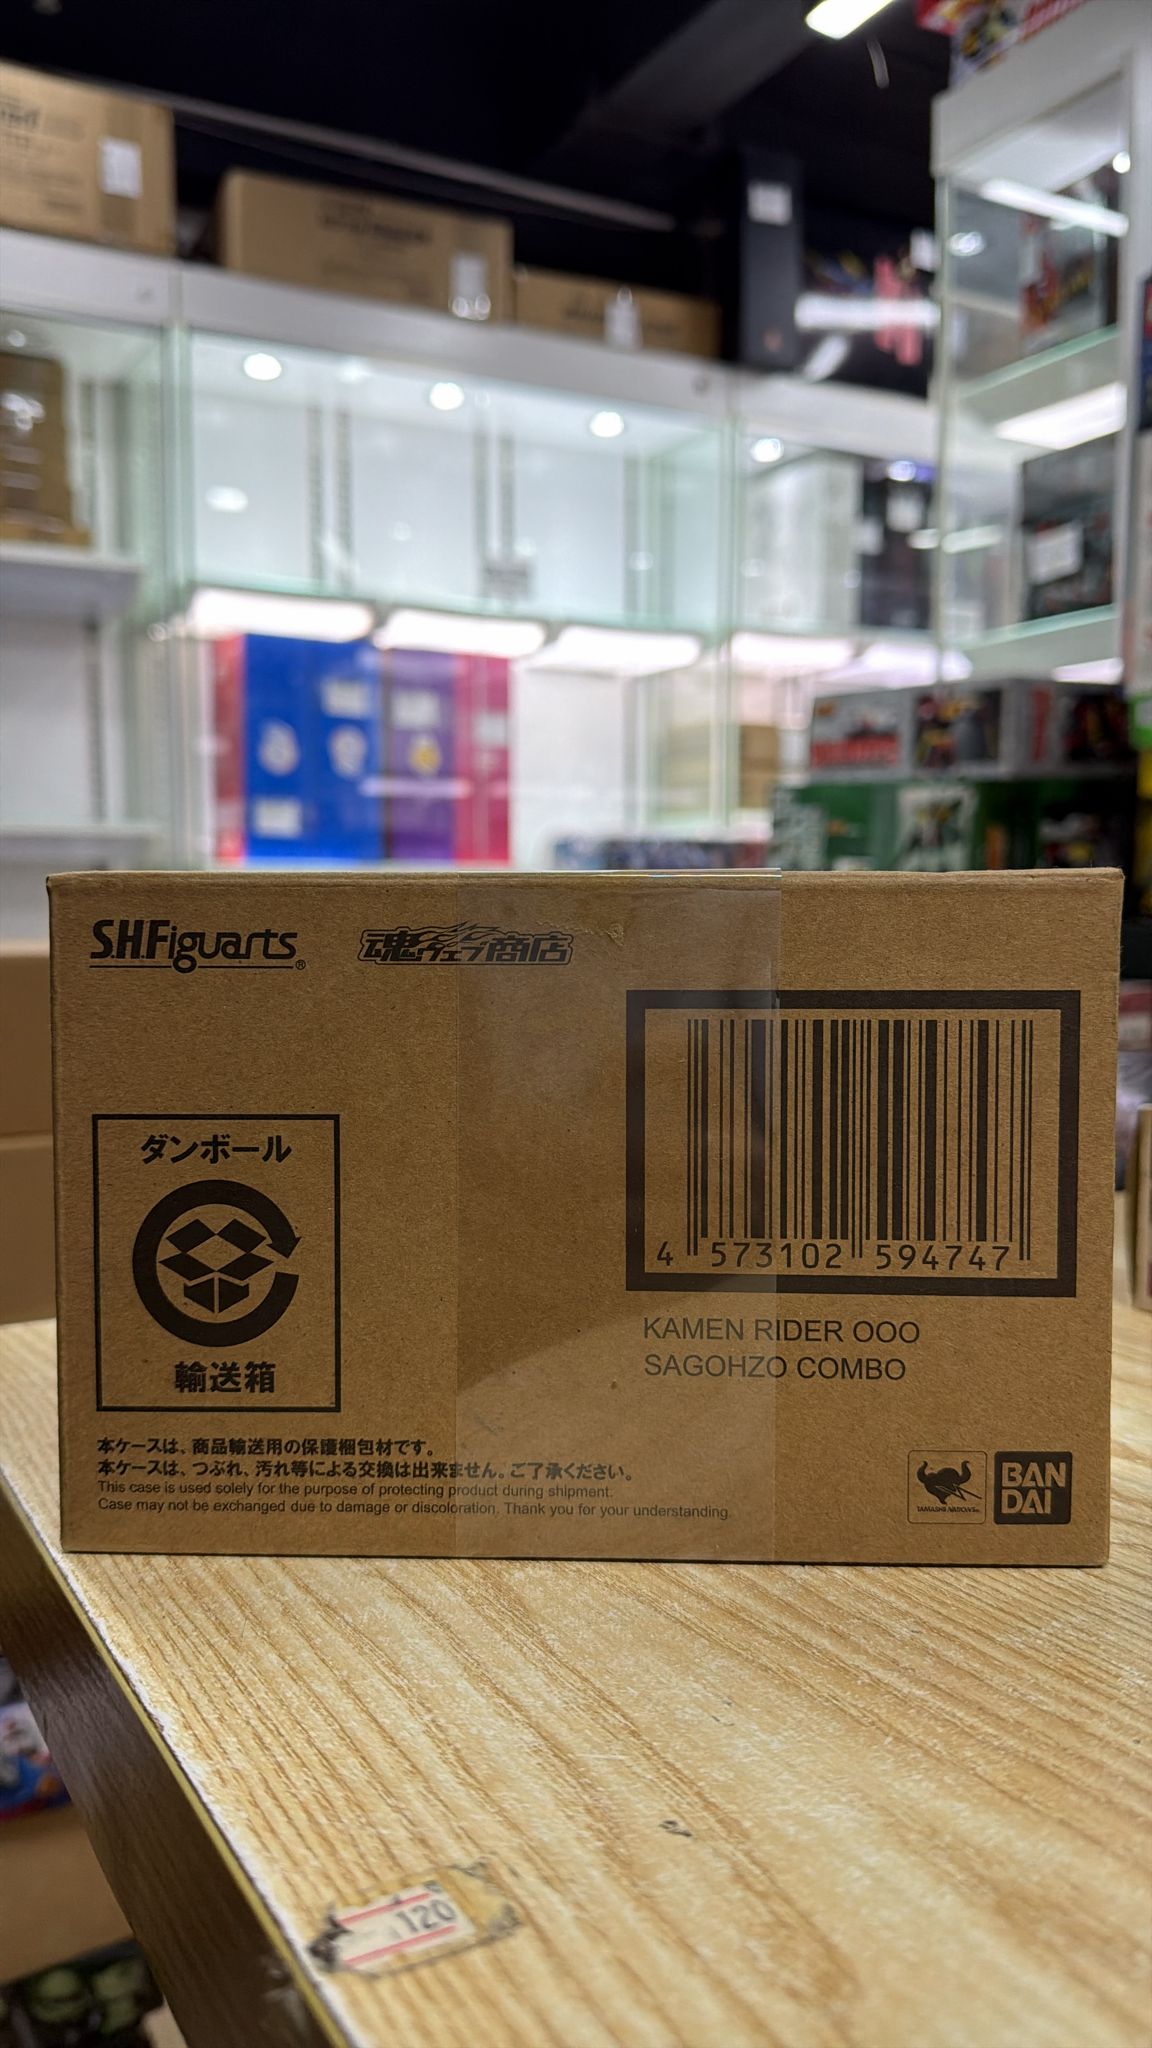 S.H.Figuarts®
魂ウェブ商店
4 573102 594747
KAMEN RIDER OOO
SAGOHZO COMBO
ダンボール
輸送箱
本ケースは、商品輸送用の保護梱包材です。
本ケースは、つぶれ、汚れ等による交換は出来ません。ご了承ください。
This case is used solely for the purpose of protecting product during shipment.
Case may not be exchanged due to damage or discoloration. Thank you for your understanding.
TAMASHII NATIONS
BAN
DAI
120